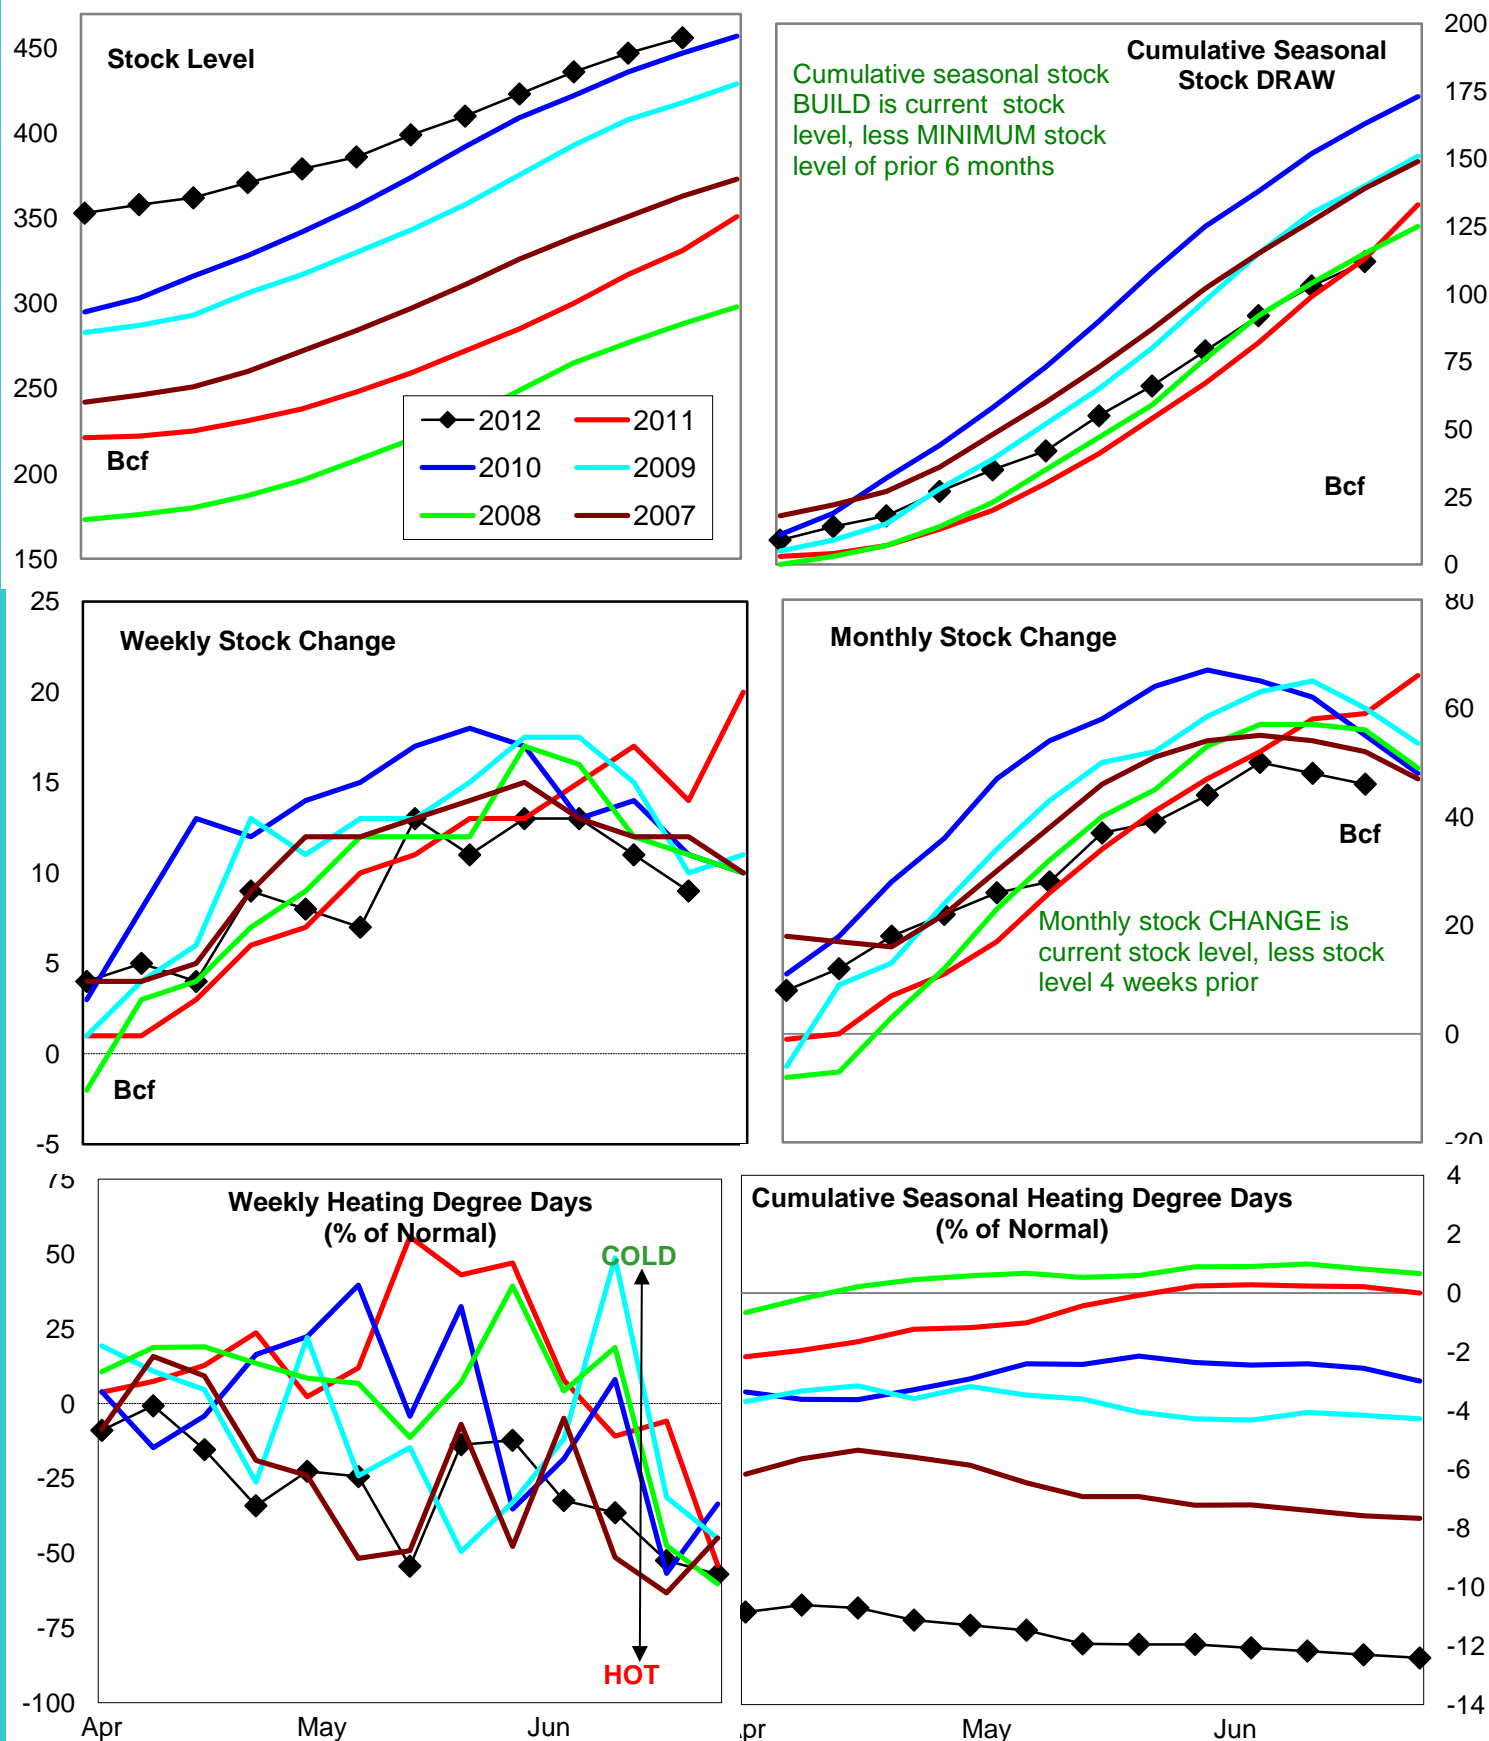 Stock Level
450
400
350
300
250
200
150
Bcf
2012
2011
2010
2009
2008
2007
Cumulative Seasonal
Stock DRAW
Cumulative seasonal stock
BUILD is current stock
level, less MINIMUM stock
level of prior 6 months
Bcf
200
175
150
125
100
75
50
25
0
Weekly Stock Change
25
20
15
10
5
0
-5
Bcf
Monthly Stock Change
80
60
40
20
0
-20
Bcf
Monthly stock CHANGE is
current stock level, less stock
level 4 weeks prior
Weekly Heating Degree Days
(% of Normal)
75
50
25
0
-25
-50
-75
-100
COLD
HOT
Apr
May
Jun
Cumulative Seasonal Heating Degree Days
(% of Normal)
4
2
0
-2
-4
-6
-8
-10
-12
-14
pr
May
Jun